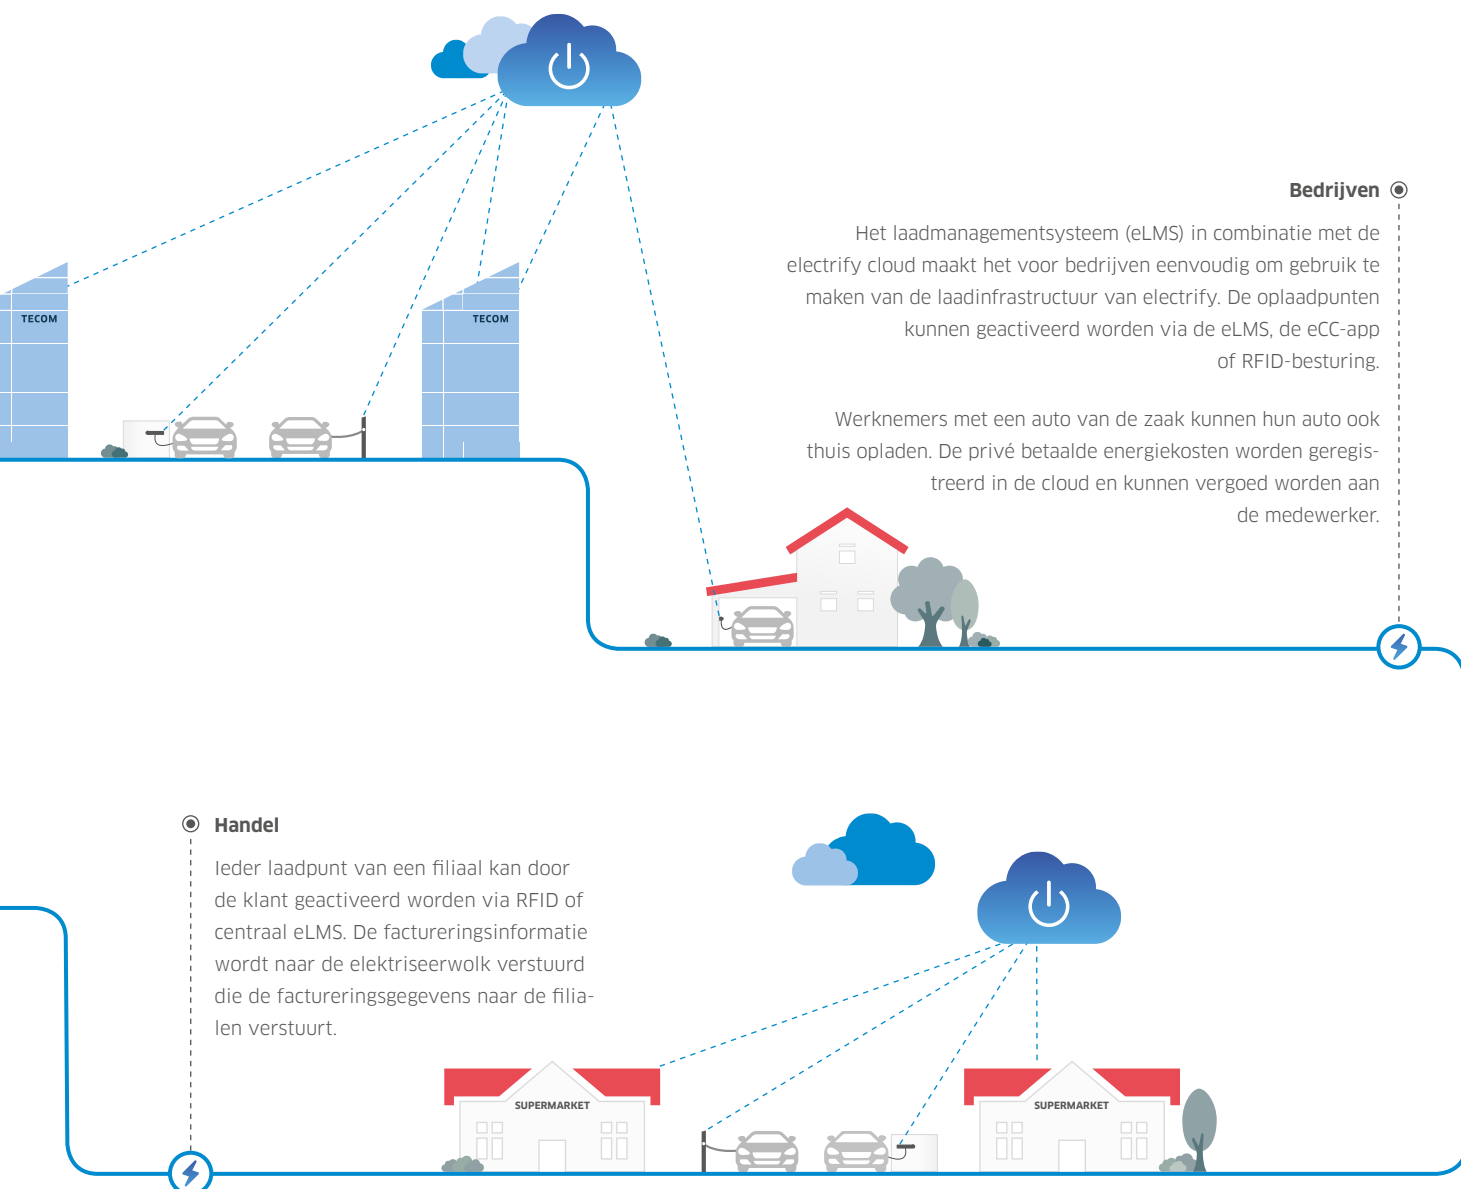 Bedrijven
Het laadmanagementsysteem (eLMS) in combinatie met de
electrify cloud maakt het voor bedrijven eenvoudig om gebruik te
maken van de laadinfrastructuur van electrify. De oplaadpunten
kunnen geactiveerd worden via de eLMS, de eCC-app
of RFID-besturing.
Werknemers met een auto van de zaak kunnen hun auto ook
thuis opladen. De privé betaalde energiekosten worden geregis-
treerd in de cloud en kunnen vergoed worden aan
de medewerker.
TECOM
TECOM
Handel
Ieder laadpunt van een filiaal kan door
de klant geactiveerd worden via RFID of
centraal eLMS. De factureringsinformatie
wordt naar de elektriseerwolk verstuurd
die de factureringsgegevens naar de filia-
len verstuurt.
SUPERMARKET
SUPERMARKET